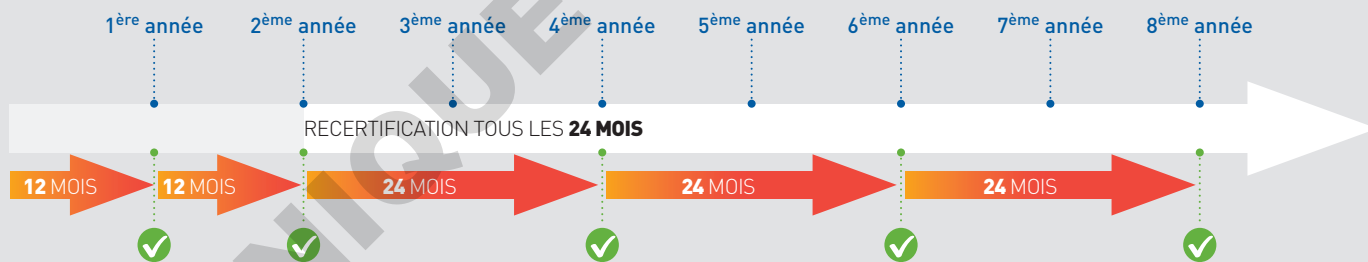 1ère année 2ème année 3ème année 4ème année 5ème année 6ème année 7ème année 8ème année
RECERTIFICATION TOUS LES 24 MOIS
12 MOIS 12 MOIS 24 MOIS 24 MOIS 24 MOIS
NIQUE